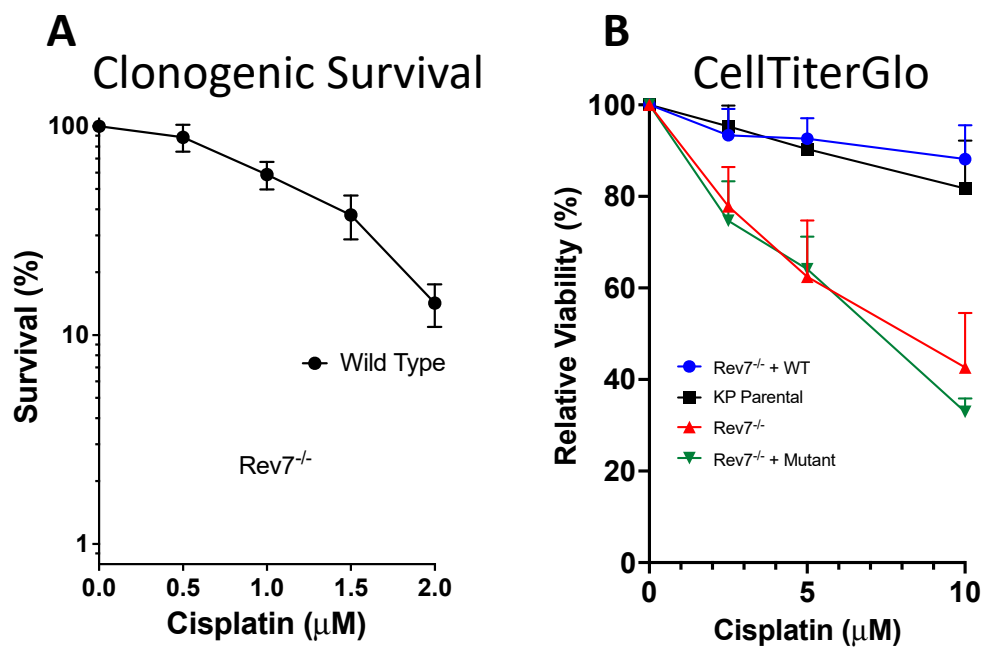 A
Clonogenic Survival
Survival (%)
100
10
1
Wild Type
Rev7-/-
0.0 0.5 1.0 1.5 2.0
Cisplatin (μM)
B
CellTiterGlo
Relative Viability (%)
100
80
60
40
20
0
Rev7-/- + WT
KP Parental
Rev7-/-
Rev7-/- + Mutant
0 5 10
Cisplatin (μM)